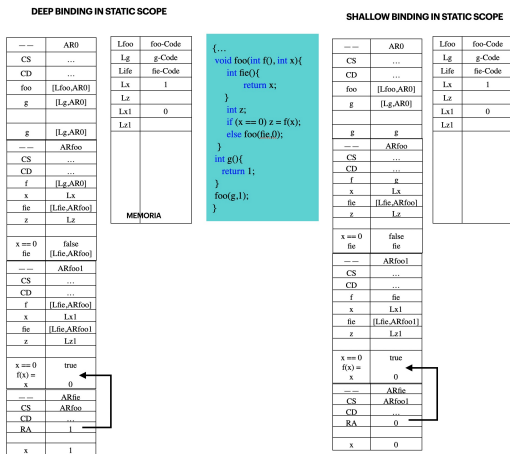 DEEP BINDING IN STATIC SCOPE
—— AR0
CS …
CD …
foo [Lfoo,AR0]
g [Lg,AR0]
g [Lg,AR0]
—— ARfoo
CS …
CD …
f [Lg,AR0]
x Lx
fie [Lfie,ARfoo]
z Lz
x == 0 false
fie [Lfie,ARfoo]
—— ARfoo1
CS …
CD …
f [Lfie,ARfoo]
x Lx1
fie [Lfie,ARfoo1
z Lz1
x == 0 true
f(x) =
x 0
—— ARfie
CS ARfoo
CD …
RA 1
x 1
Lfoo foo-Code
Lg g-Code
Life fie-Code
Lx 1
Lz
Lx1 0
Lz1
MEMORIA
{…
void foo(int f(), int x){
int fie(){
return x;
}
int z;
if (x == 0) z = f(x);
else foo(fie,0);
}
int g(){
return 1;
}
foo(g,1);
}
SHALLOW BINDING IN STATIC SCOPE
—— AR0
CS …
CD …
foo [Lfoo,AR0]
g [Lg,AR0]
g g
—— ARfoo
CS …
CD …
f g
x Lx
fie [Lfie,ARfoo]
z Lz
x == 0 false
fie fie
—— ARfoo1
CS …
CD …
f fie
x Lx1
fie [Lfie,ARfoo1]
z Lz1
x == 0 true
f(x) =
x 0
—— ARfie
CS ARfoo1
CD …
RA 0
x 0
Lfoo foo-Code
Lg g-Code
Life fie-Code
Lx 1
Lz
Lx1 0
Lz1